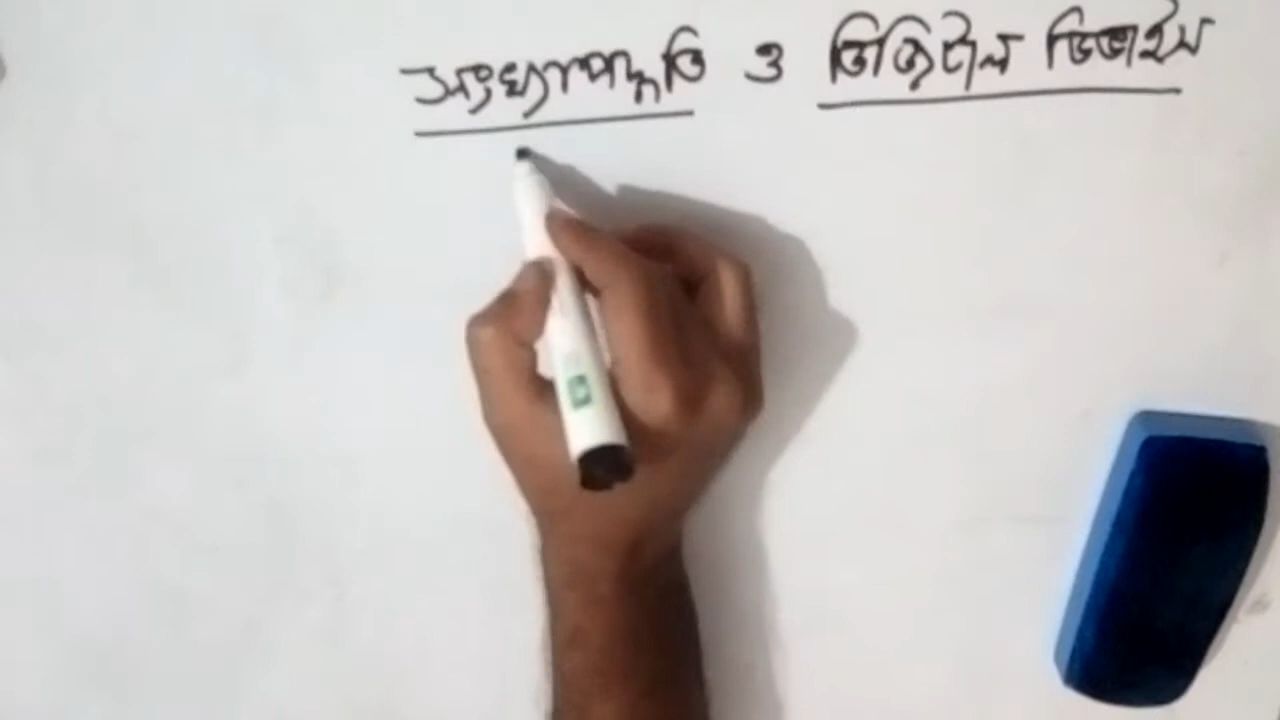 সংখ্যাপদ্ধতি ও ডিজিটাল ডিভাইস